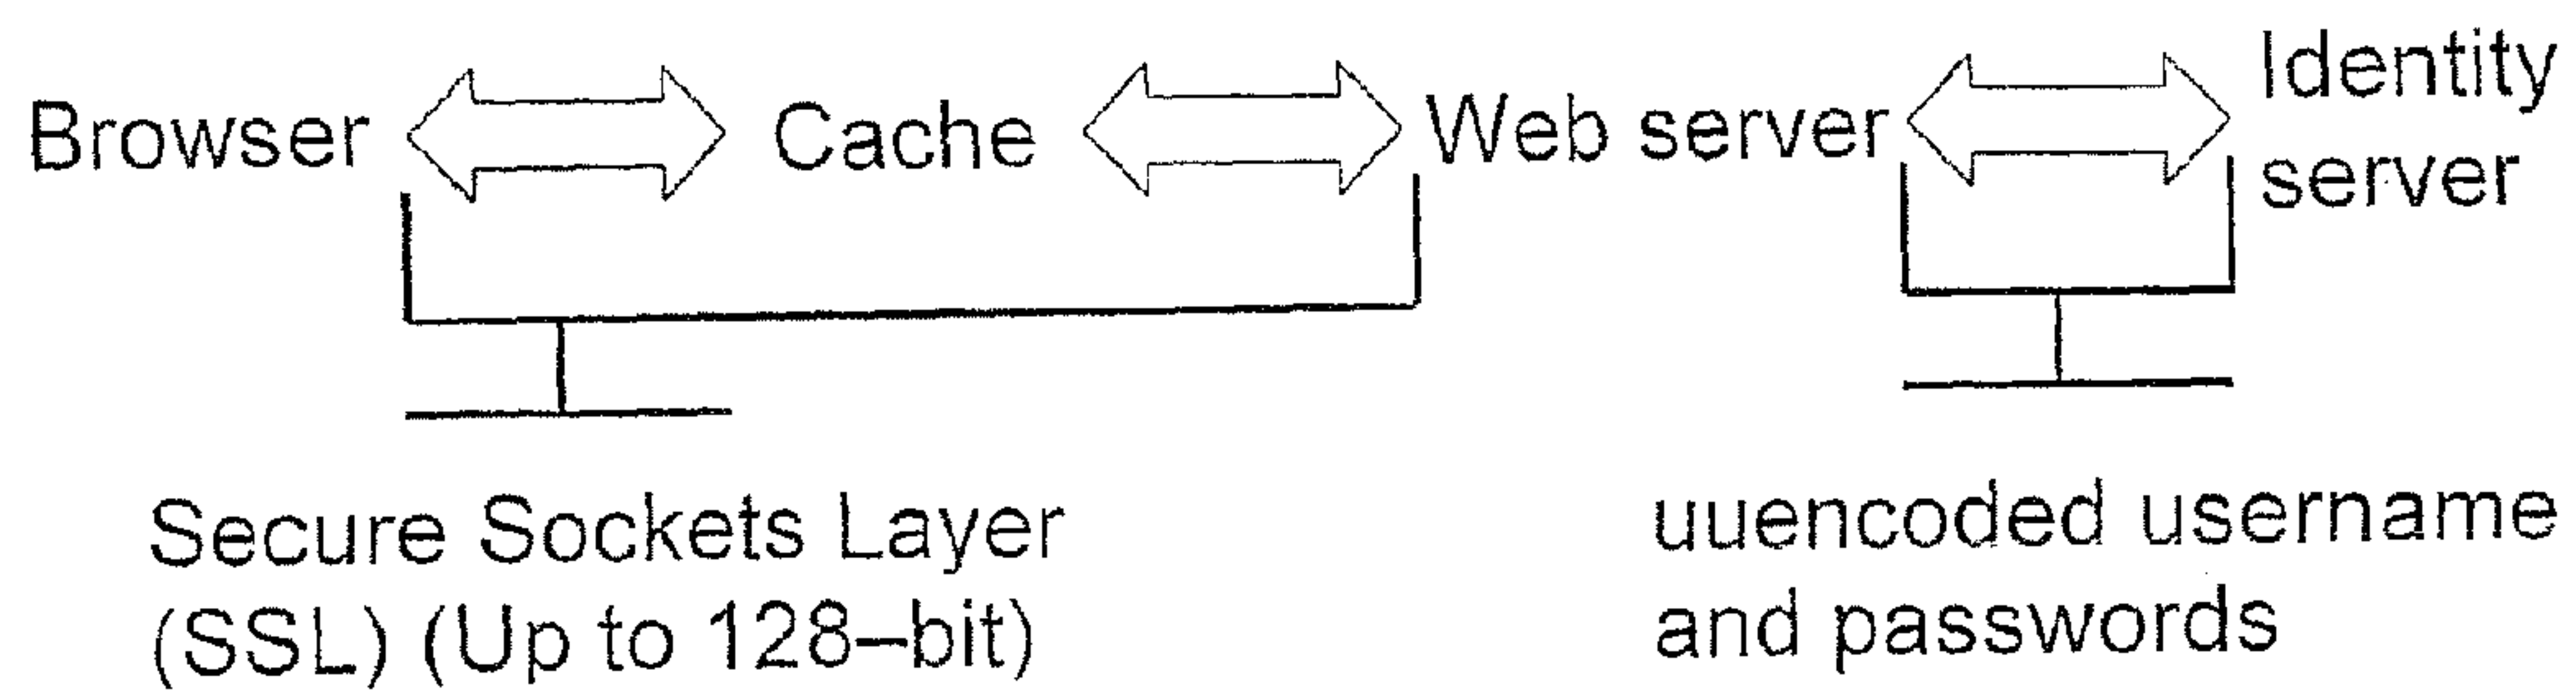 Browser Cache Web server Identity server
Secure Sockets Layer
(SSL) (Up to 128–bit)
uuencoded username
and passwords